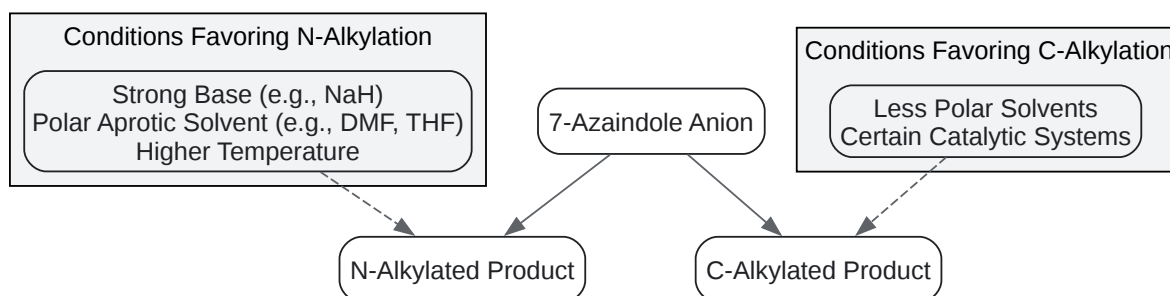 Conditions Favoring N-Alkylation
Strong Base (e.g., NaH)
Polar Aprotic Solvent (e.g., DMF, THF)
Higher Temperature
7-Azaindole Anion
Conditions Favoring C-Alkylation
Less Polar Solvents
Certain Catalytic Systems
N-Alkylated Product
C-Alkylated Product